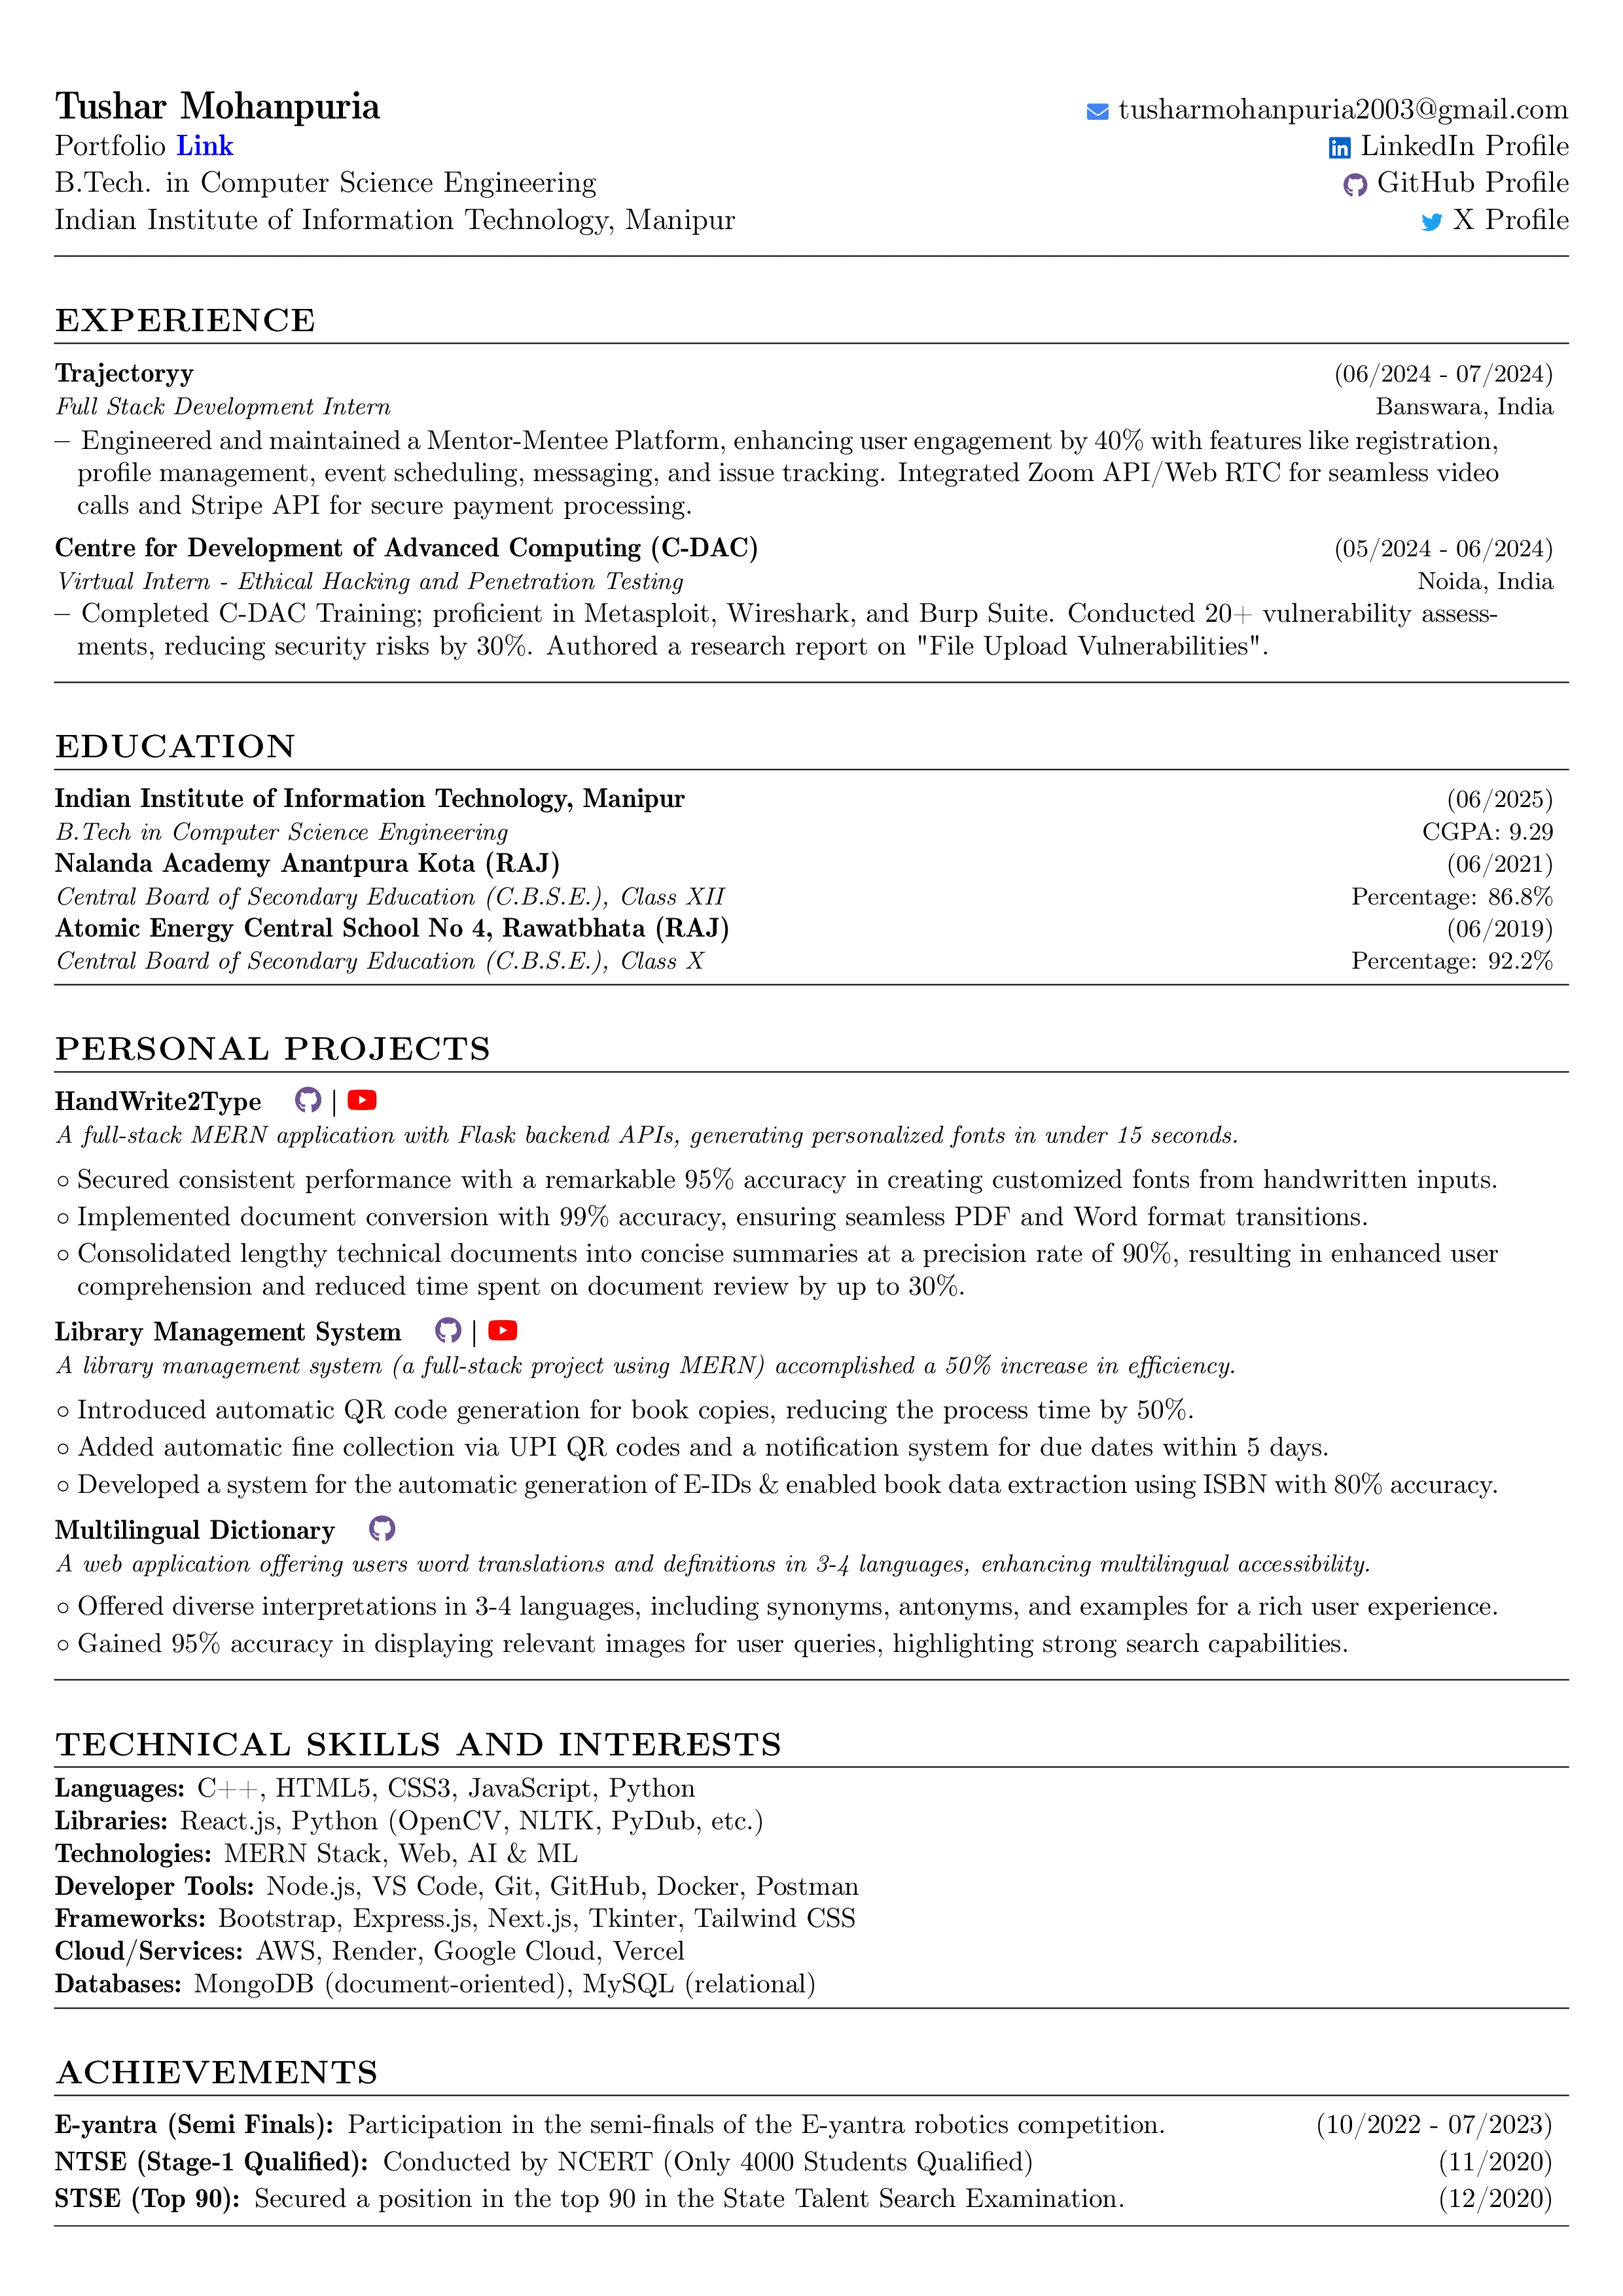 Tushar Mohanpuria
tusharmohanpuria2003@gmail.com
Portfolio Link
LinkedIn Profile
B.Tech. in Computer Science Engineering
GitHub Profile
Indian Institute of Information Technology, Manipur
X Profile
EXPERIENCE
Trajectoryy (06/2024 - 07/2024)
Full Stack Development Intern Banswara, India
– Engineered and maintained a Mentor-Mentee Platform, enhancing user engagement by 40% with features like registration,
profile management, event scheduling, messaging, and issue tracking. Integrated Zoom API/Web RTC for seamless video
calls and Stripe API for secure payment processing.
Centre for Development of Advanced Computing (C-DAC) (05/2024 - 06/2024)
Virtual Intern - Ethical Hacking and Penetration Testing Noida, India
– Completed C-DAC Training; proficient in Metasploit, Wireshark, and Burp Suite. Conducted 20+ vulnerability assess-
ments, reducing security risks by 30%. Authored a research report on "File Upload Vulnerabilities".
EDUCATION
Indian Institute of Information Technology, Manipur (06/2025)
B.Tech in Computer Science Engineering CGPA: 9.29
Nalanda Academy Anantpura Kota (RAJ) (06/2021)
Central Board of Secondary Education (C.B.S.E.), Class XII Percentage: 86.8%
Atomic Energy Central School No 4, Rawatbhata (RAJ) (06/2019)
Central Board of Secondary Education (C.B.S.E.), Class X Percentage: 92.2%
PERSONAL PROJECTS
HandWrite2Type |
A full-stack MERN application with Flask backend APIs, generating personalized fonts in under 15 seconds.
◦ Secured consistent performance with a remarkable 95% accuracy in creating customized fonts from handwritten inputs.
◦ Implemented document conversion with 99% accuracy, ensuring seamless PDF and Word format transitions.
◦ Consolidated lengthy technical documents into concise summaries at a precision rate of 90%, resulting in enhanced user
comprehension and reduced time spent on document review by up to 30%.
Library Management System |
A library management system (a full-stack project using MERN) accomplished a 50% increase in efficiency.
◦ Introduced automatic QR code generation for book copies, reducing the process time by 50%.
◦ Added automatic fine collection via UPI QR codes and a notification system for due dates within 5 days.
◦ Developed a system for the automatic generation of E-IDs & enabled book data extraction using ISBN with 80% accuracy.
Multilingual Dictionary
A web application offering users word translations and definitions in 3-4 languages, enhancing multilingual accessibility.
◦ Offered diverse interpretations in 3-4 languages, including synonyms, antonyms, and examples for a rich user experience.
◦ Gained 95% accuracy in displaying relevant images for user queries, highlighting strong search capabilities.
TECHNICAL SKILLS AND INTERESTS
Languages: C++, HTML5, CSS3, JavaScript, Python
Libraries: React.js, Python (OpenCV, NLTK, PyDub, etc.)
Technologies: MERN Stack, Web, AI & ML
Developer Tools: Node.js, VS Code, Git, GitHub, Docker, Postman
Frameworks: Bootstrap, Express.js, Next.js, Tkinter, Tailwind CSS
Cloud/Services: AWS, Render, Google Cloud, Vercel
Databases: MongoDB (document-oriented), MySQL (relational)
ACHIEVEMENTS
E-yantra (Semi Finals): Participation in the semi-finals of the E-yantra robotics competition. (10/2022 - 07/2023)
NTSE (Stage-1 Qualified): Conducted by NCERT (Only 4000 Students Qualified) (11/2020)
STSE (Top 90): Secured a position in the top 90 in the State Talent Search Examination. (12/2020)